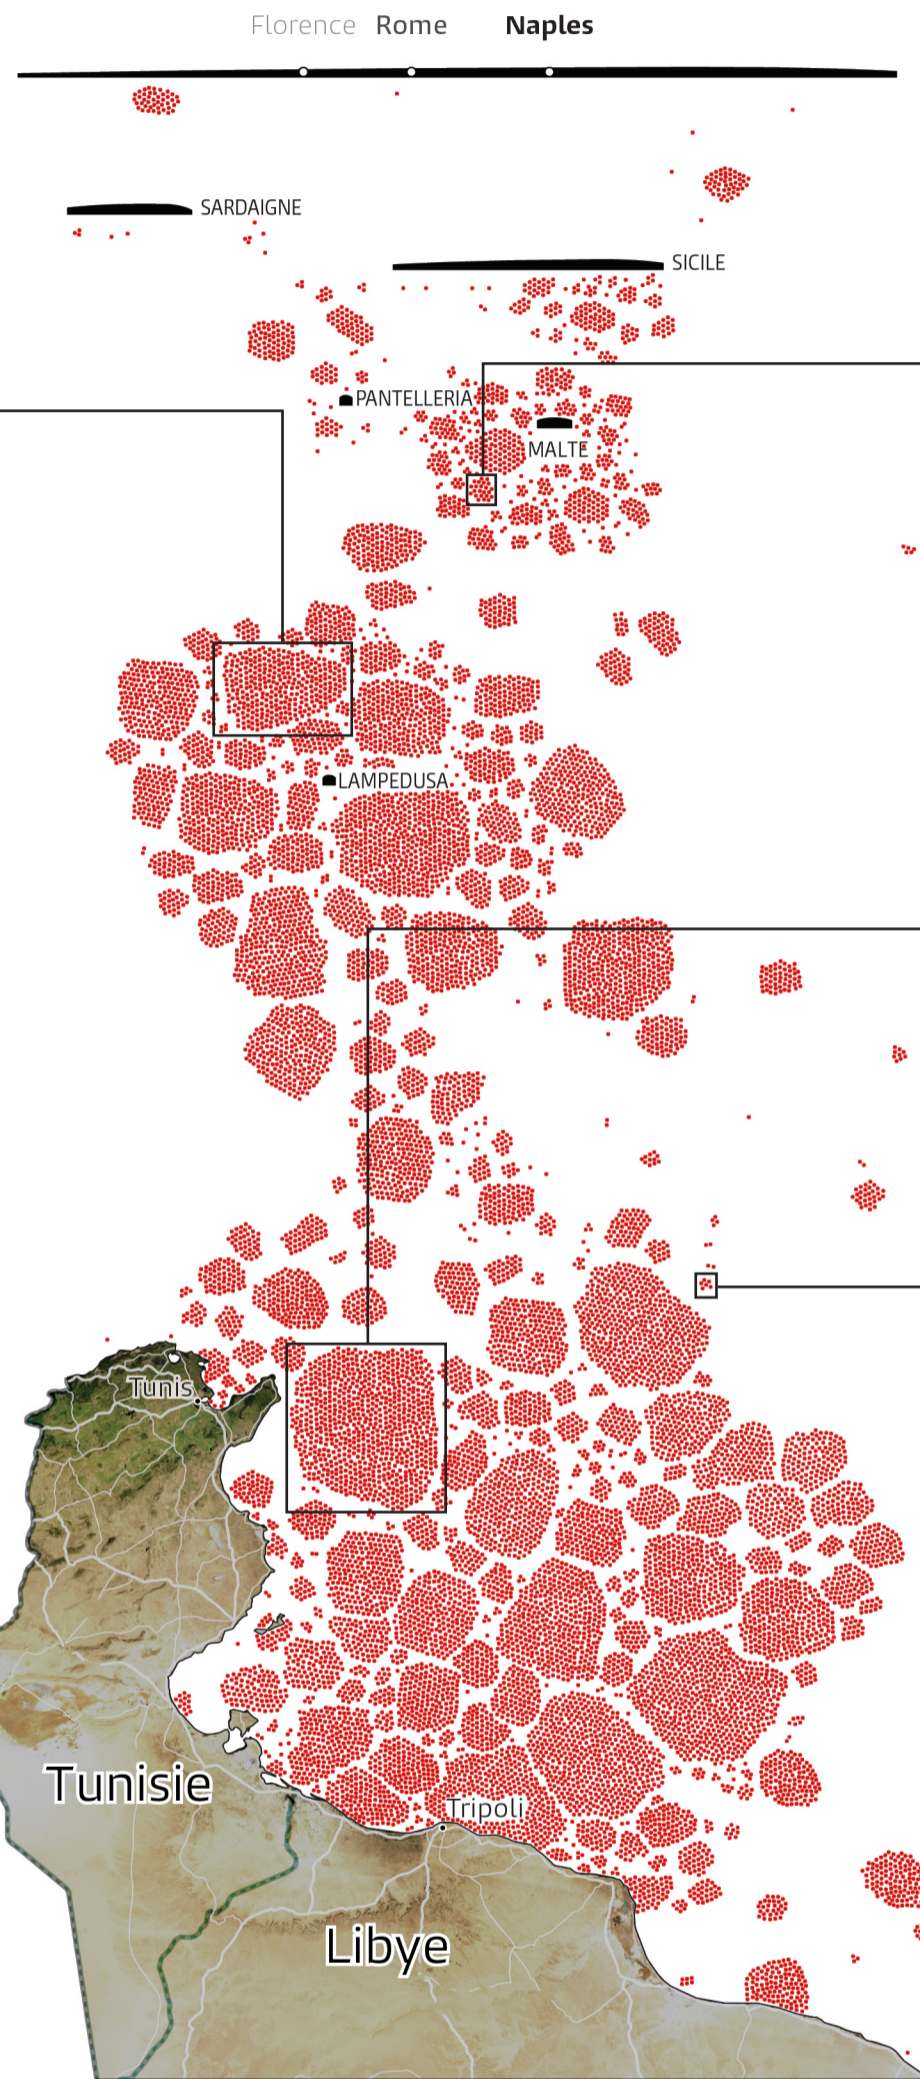 Florence Rome Naples
SARDAIGNE
SICILE
PANTELLERIA
MALTE
LAMPEDUSA
Tunis
Tunisie
Tripoli
Libye